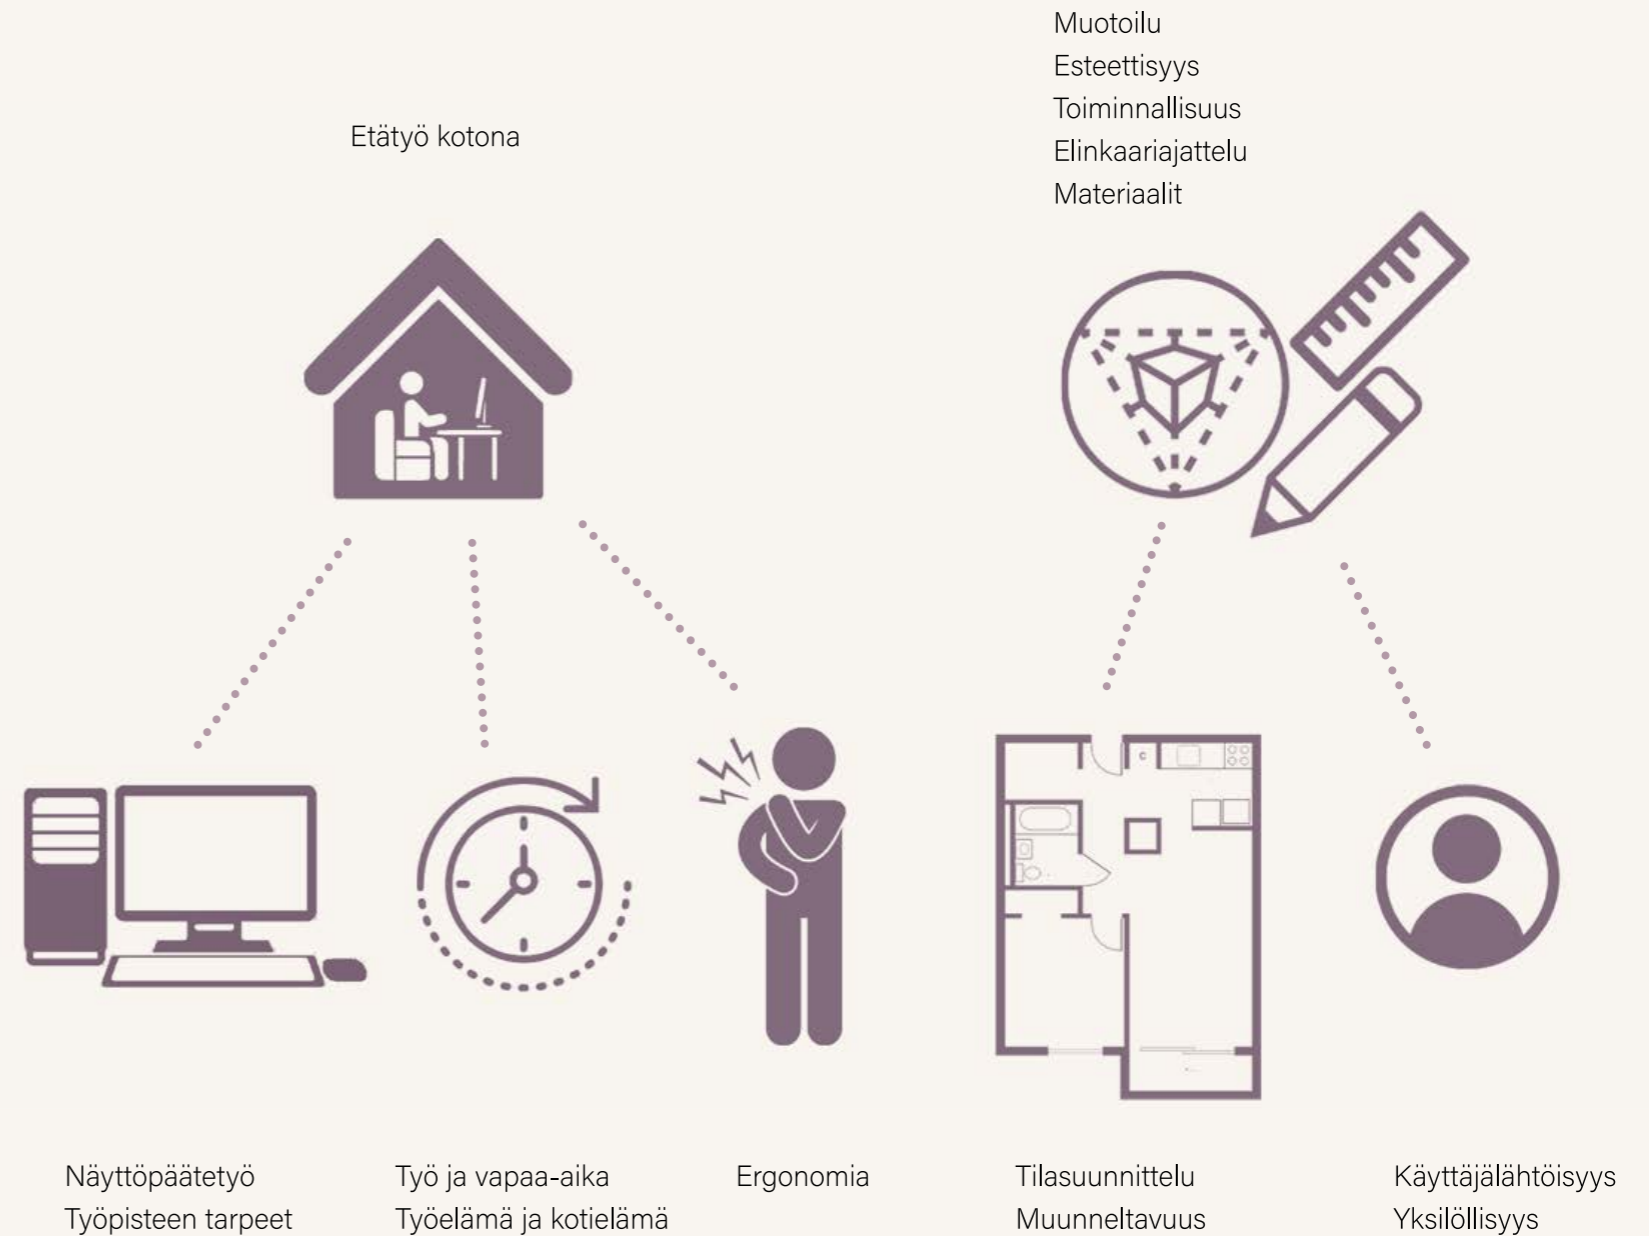 Muotoilu
Esteettisyys
Toiminnallisuus
Elinkaariajattelu
Materiaalit
Etätyö kotona
Näyttöpäätetyö
Työpisteen tarpeet
Työ ja vapaa-aika
Työelämä ja kotielämä
Ergonomia
Tilasuunnittelu
Muunneltavuus
Käyttäjälähtöisyys
Yksilöllisyys